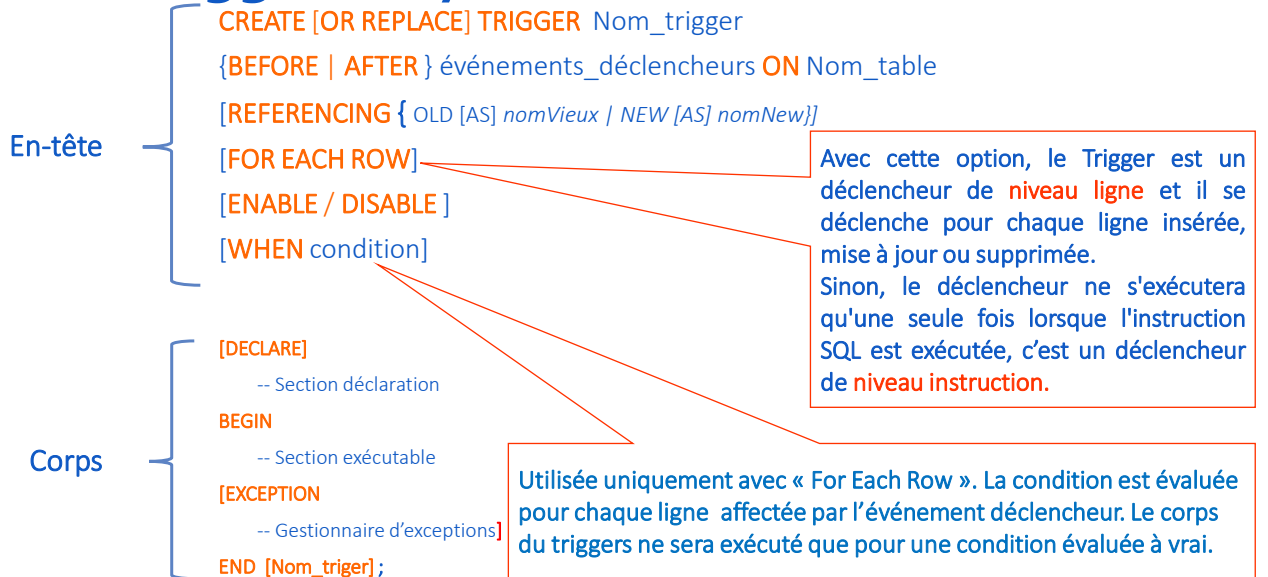 CREATE [OR REPLACE] TRIGGER Nom_trigger
{BEFORE | AFTER } événements_déclencheurs ON Nom_table
[REFERENCING { OLD [AS] nomVieux | NEW [AS] nomNew}]
En-tête
[FOR EACH ROW]
[ENABLE / DISABLE ]
[WHEN condition]
Avec cette option, le Trigger est un
déclencheur de niveau ligne et il se
déclenche pour chaque ligne insérée,
mise à jour ou supprimée.
Sinon, le déclencheur ne s'exécutera
qu'une seule fois lorsque l'instruction
SQL est exécutée, c’est un déclencheur
de niveau instruction.
[DECLARE]
-- Section déclaration
BEGIN
Corps
-- Section exécutable
[EXCEPTION
-- Gestionnaire d’exceptions]
END [Nom_triger] ;
Utilisée uniquement avec « For Each Row ». La condition est évaluée
pour chaque ligne affectée par l’événement déclencheur. Le corps
du triggers ne sera exécuté que pour une condition évaluée à vrai.